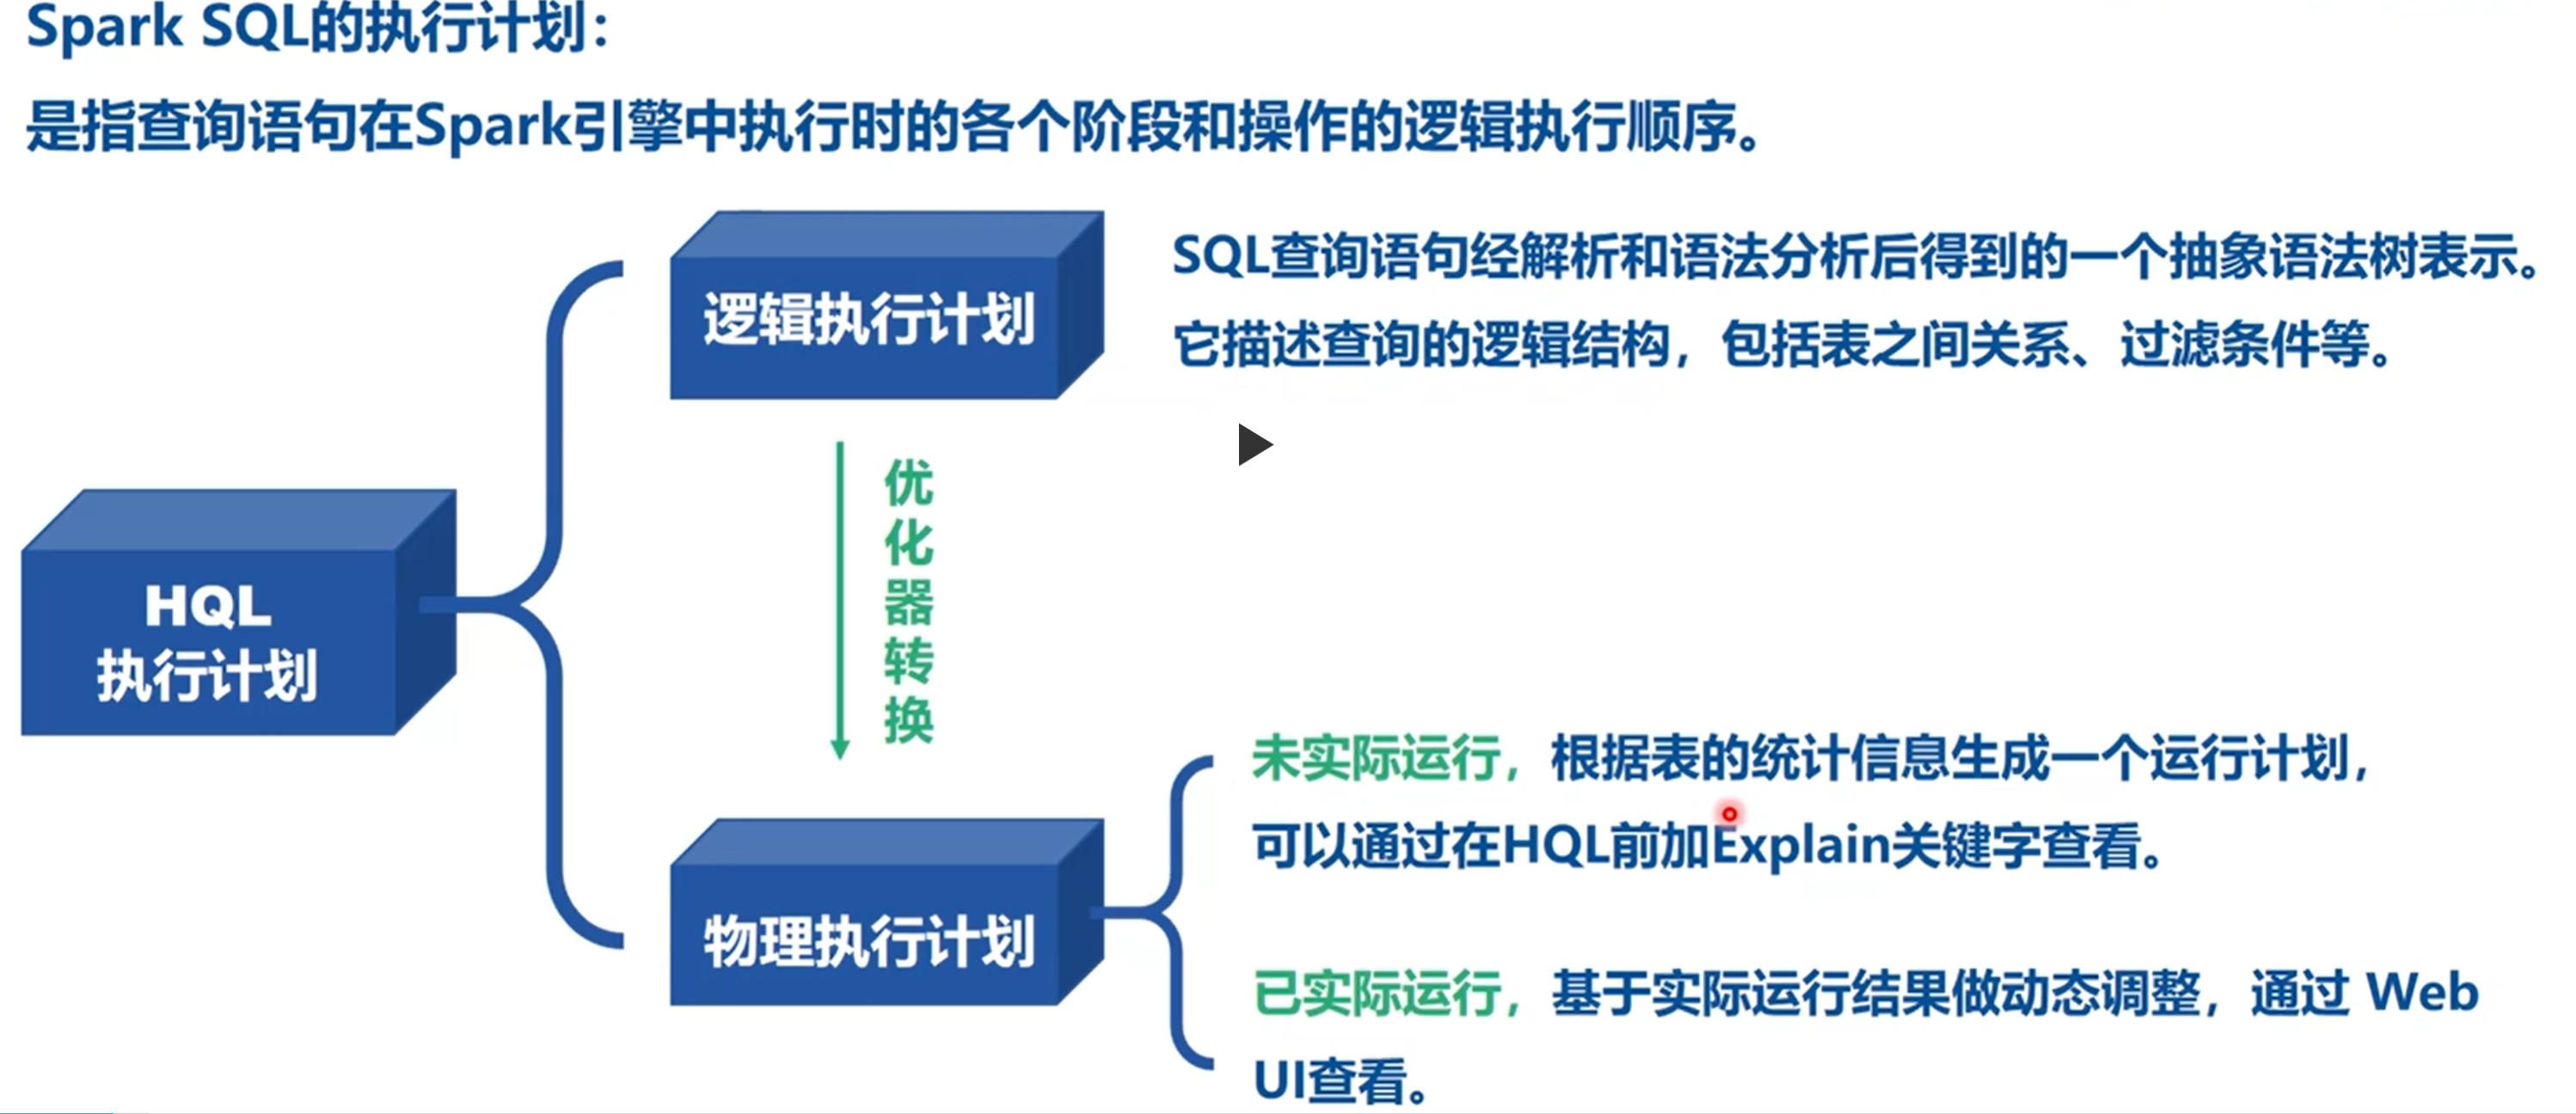 Spark SQL的执行计划：
是指查询语句在Spark引擎中执行时的各个阶段和操作的逻辑执行顺序。
逻辑执行计划
SQL查询语句经解析和语法分析后得到的一个抽象语法树表示。
它描述查询的逻辑结构，包括表之间关系、过滤条件等。
优化器转换
HQL
执行计划
物理执行计划
未实际运行，根据表的统计信息生成一个运行计划，
可以通过在HQL前加Explain关键字查看。
已实际运行，基于实际运行结果做动态调整，通过 Web
UI查看。